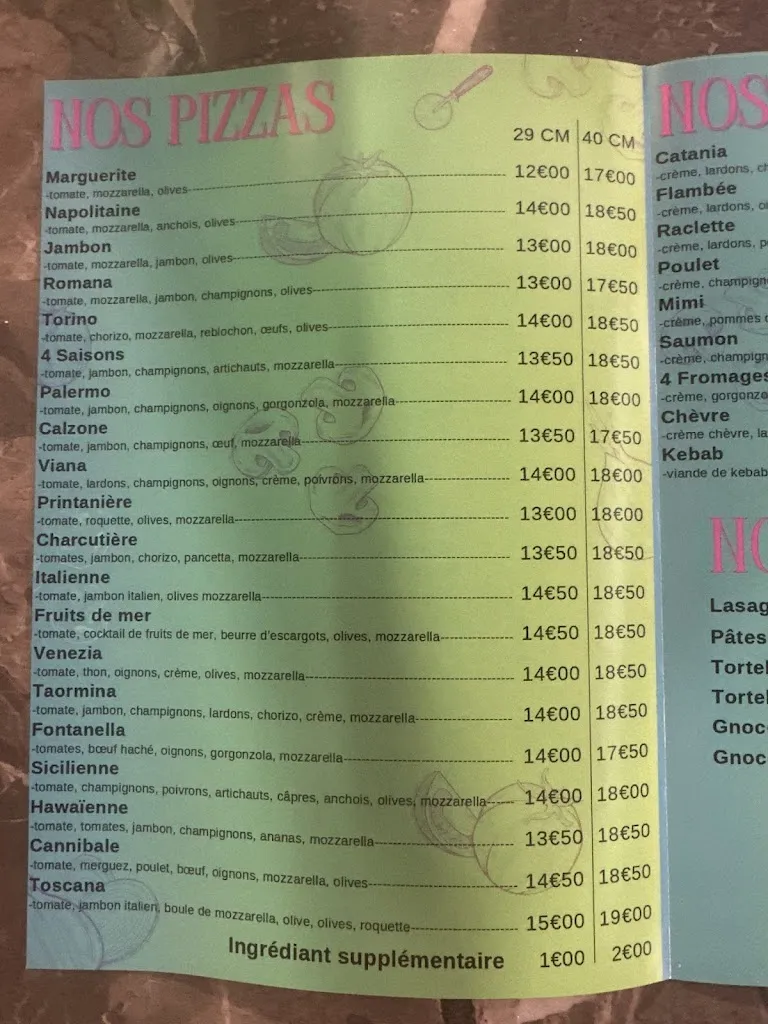 NOS PIZZAS
29 CM 40 CM
Marguerite
-tomate, mozzarella, olives 12€00 17€00
Napolitaine
-tomate, mozzarella, anchois, olives 14€00 18€50
Jambon
-tomate, mozzarella, jambon, olives 13€00 18€00
Romana
-tomate, mozzarella, jambon, champignons, olives 13€00 17€50
Torino
-tomate, chorizo, mozzarella, reblochon, œufs, olives 14€00 18€50
4 Saisons
-tomate, jambon, champignons, artichauts, mozzarella 13€50 18€50
Palermo
-tomate, jambon, champignons, oignons, gorgonzola, mozzarella 14€00 18€00
Calzone
-tomate, jambon, champignons, œuf, mozzarella 13€50 17€50
Viana
-tomate, lardons, champignons, oignons, crème, poivrons, mozzarella 14€00 18€00
Printanière
-tomate, roquette, olives, mozzarella 13€00 18€00
Charcutière
-tomates, jambon, chorizo, pancetta, mozzarella 13€50 18€50
Italienne
-tomate, jambon italien, olives mozzarella 14€50 18€50
Fruits de mer
-tomate, cocktail de fruits de mer, beurre d'escargots, olives, mozzarella 14€50 18€50
Venezia
-tomate, thon, oignons, crème, olives, mozzarella 14€00 18€50
Taormina
-tomate, jambon, champignons, lardons, chorizo, crème, mozzarella 14€00 18€50
Fontanella
-tomates, bœuf haché, oignons, gorgonzola, mozzarella 14€00 17€50
Sicilienne
-tomate, champignons, poivrons, artichauts, câpres, anchois, olives, mozzarella 14€00 18€00
Hawaïenne
-tomate, tomates, jambon, champignons, ananas, mozzarella 13€50 18€50
Cannibale
-tomate, merguez, poulet, bœuf, oignons, mozzarella, olives 14€50 18€50
Toscana
-tomate, jambon italien, boule de mozzarella, olive, olives, roquette 15€00 19€00
Ingrédiant supplémentaire 1€00 2€00
NOS
Catania
-crème, lardons, ch
Flambée
-crème, lardons, oi
Raclette
-crème, lardons, p
Poulet
-crème, champign
Mimi
-crème, pommes
Saumon
-crème, champign
4 Fromages
-crème, gorgonzo
Chèvre
-crème chèvre, la
Kebab
-viande de kebab
NO
Lasag
Pâtes
Tortel
Tortel
Gnoc
Gnoc